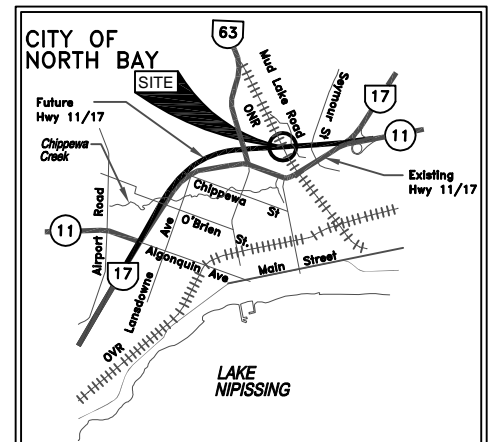 CITY OF
NORTH BAY
63
SITE
Mud Lake Road
ONR
Seymour St
17
11
Future
Hwy 11/17
Chippewa
Creek
Existing
Hwy 11/17
Chippewa
St
O'Brien
St.
Airport Road
11
Algonquin Ave
17
Lansdowne Ave
Main Street
OVR
LAKE
NIPISSING